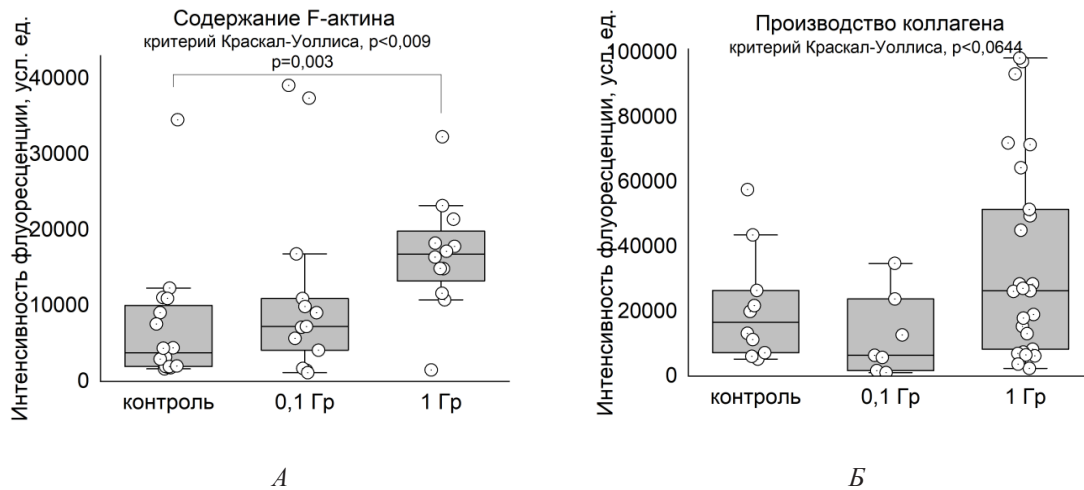 Содержание F-актина
критерий Краскал-Уоллиса, p<0,009
p=0,003
Интенсивность флуоресценции, усл. ед.
40000
30000
20000
10000
0
контроль 0,1 Гр 1 Гр
А
Производство коллагена
критерий Краскал-Уоллиса, p<0,0644
Интенсивность флуоресценции, усл. ед.
100000
80000
60000
40000
20000
0
контроль 0,1 Гр 1 Гр
Б